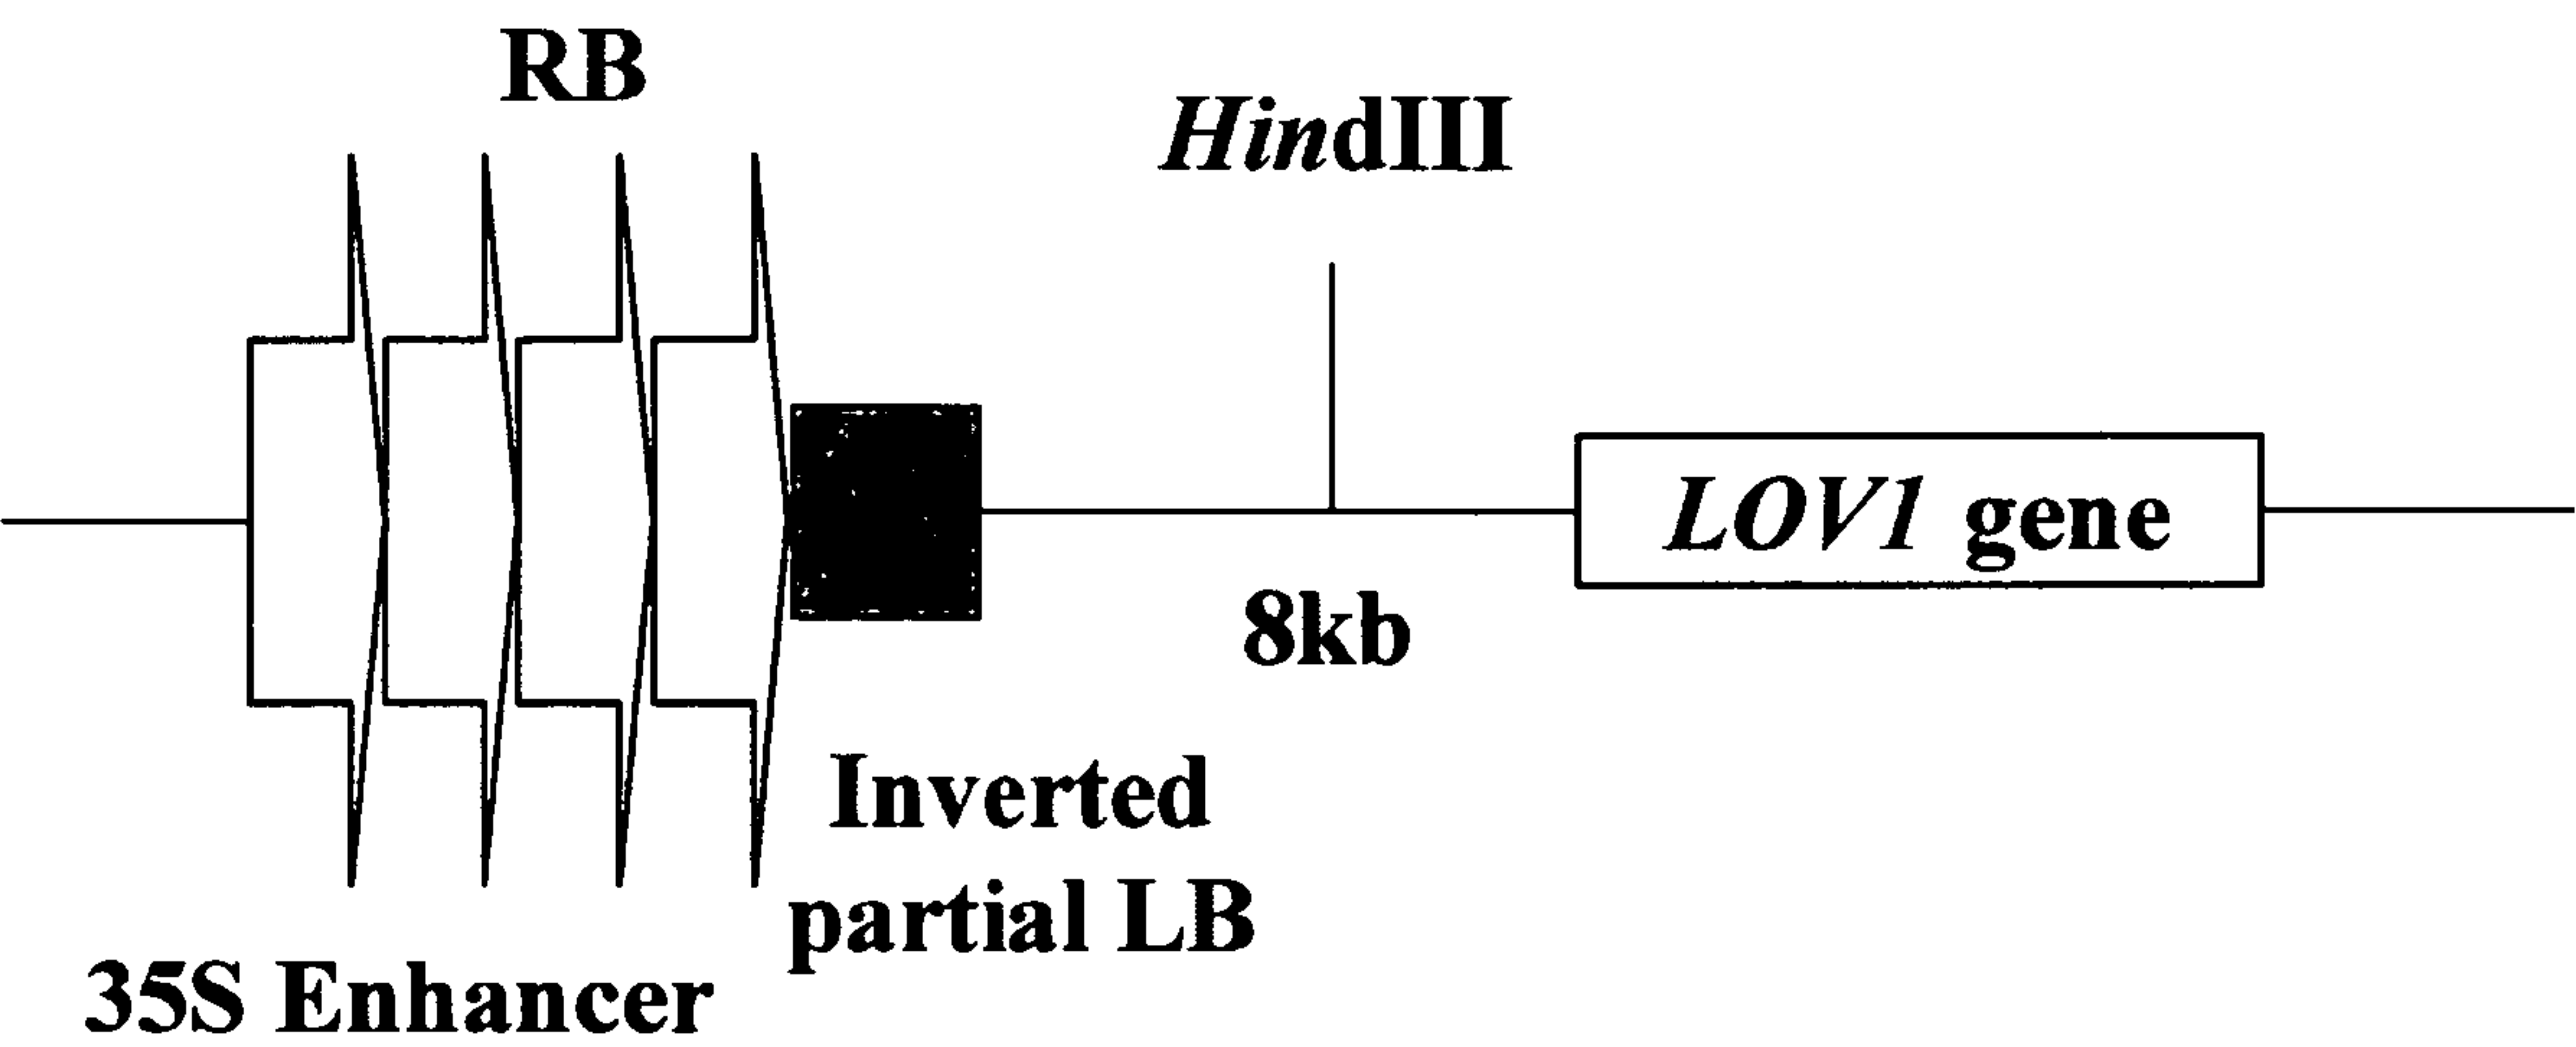 RB
HindIII
LOV1 gene
8kb
Inverted
partial LB
35S Enhancer